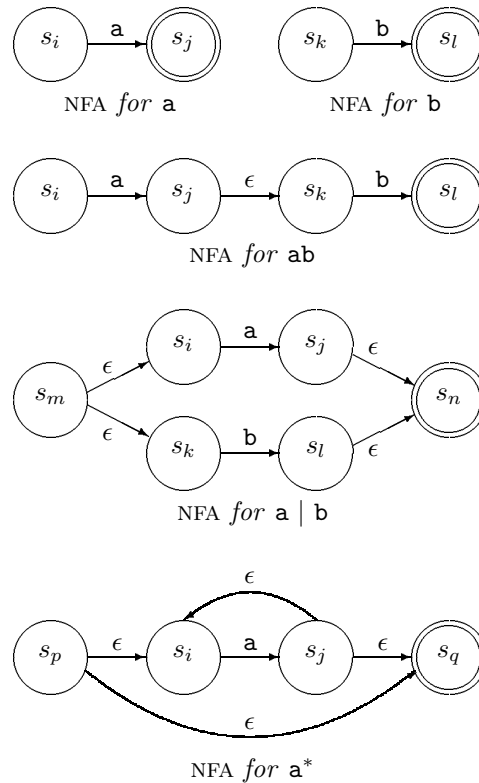 s_i a s_j s_k b s_l
NFA for a NFA for b
s_i a s_j ϵ s_k b s_l
NFA for ab
s_i a s_j
ϵ ϵ
s_m s_n
ϵ ϵ
s_k b s_l
NFA for a | b
ϵ
s_p ϵ s_i a s_j ϵ s_q
ϵ
NFA for a*